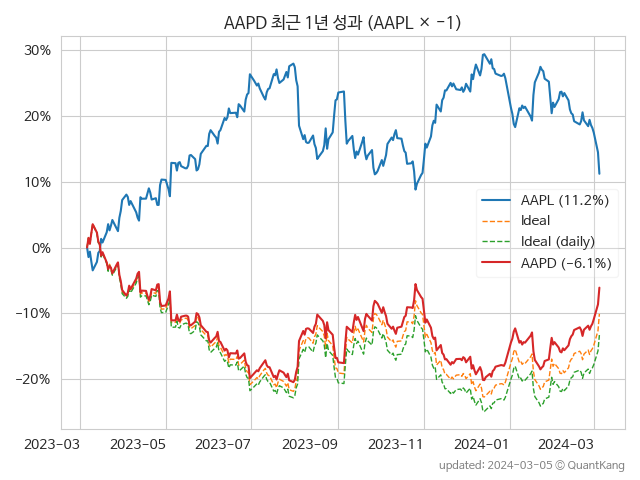 AAPD 최근 1년 성과 (AAPL × −1)
30%
20%
10%
0%
−10%
−20%
AAPL (11.2%)
Ideal
Ideal (daily)
AAPD (−6.1%)
2023-03 2023-05 2023-07 2023-09 2023-11 2024-01 2024-03
updated: 2024-03-05 © QuantKang